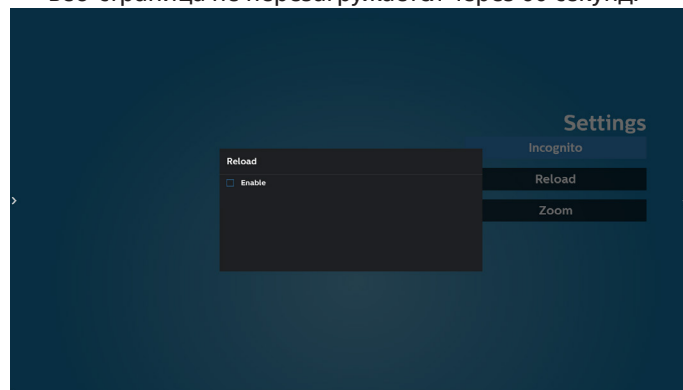 Веб-страница не перезагружается через 60 секунд.
Settings
Incognito
Reload
Enable
Reload
Zoom